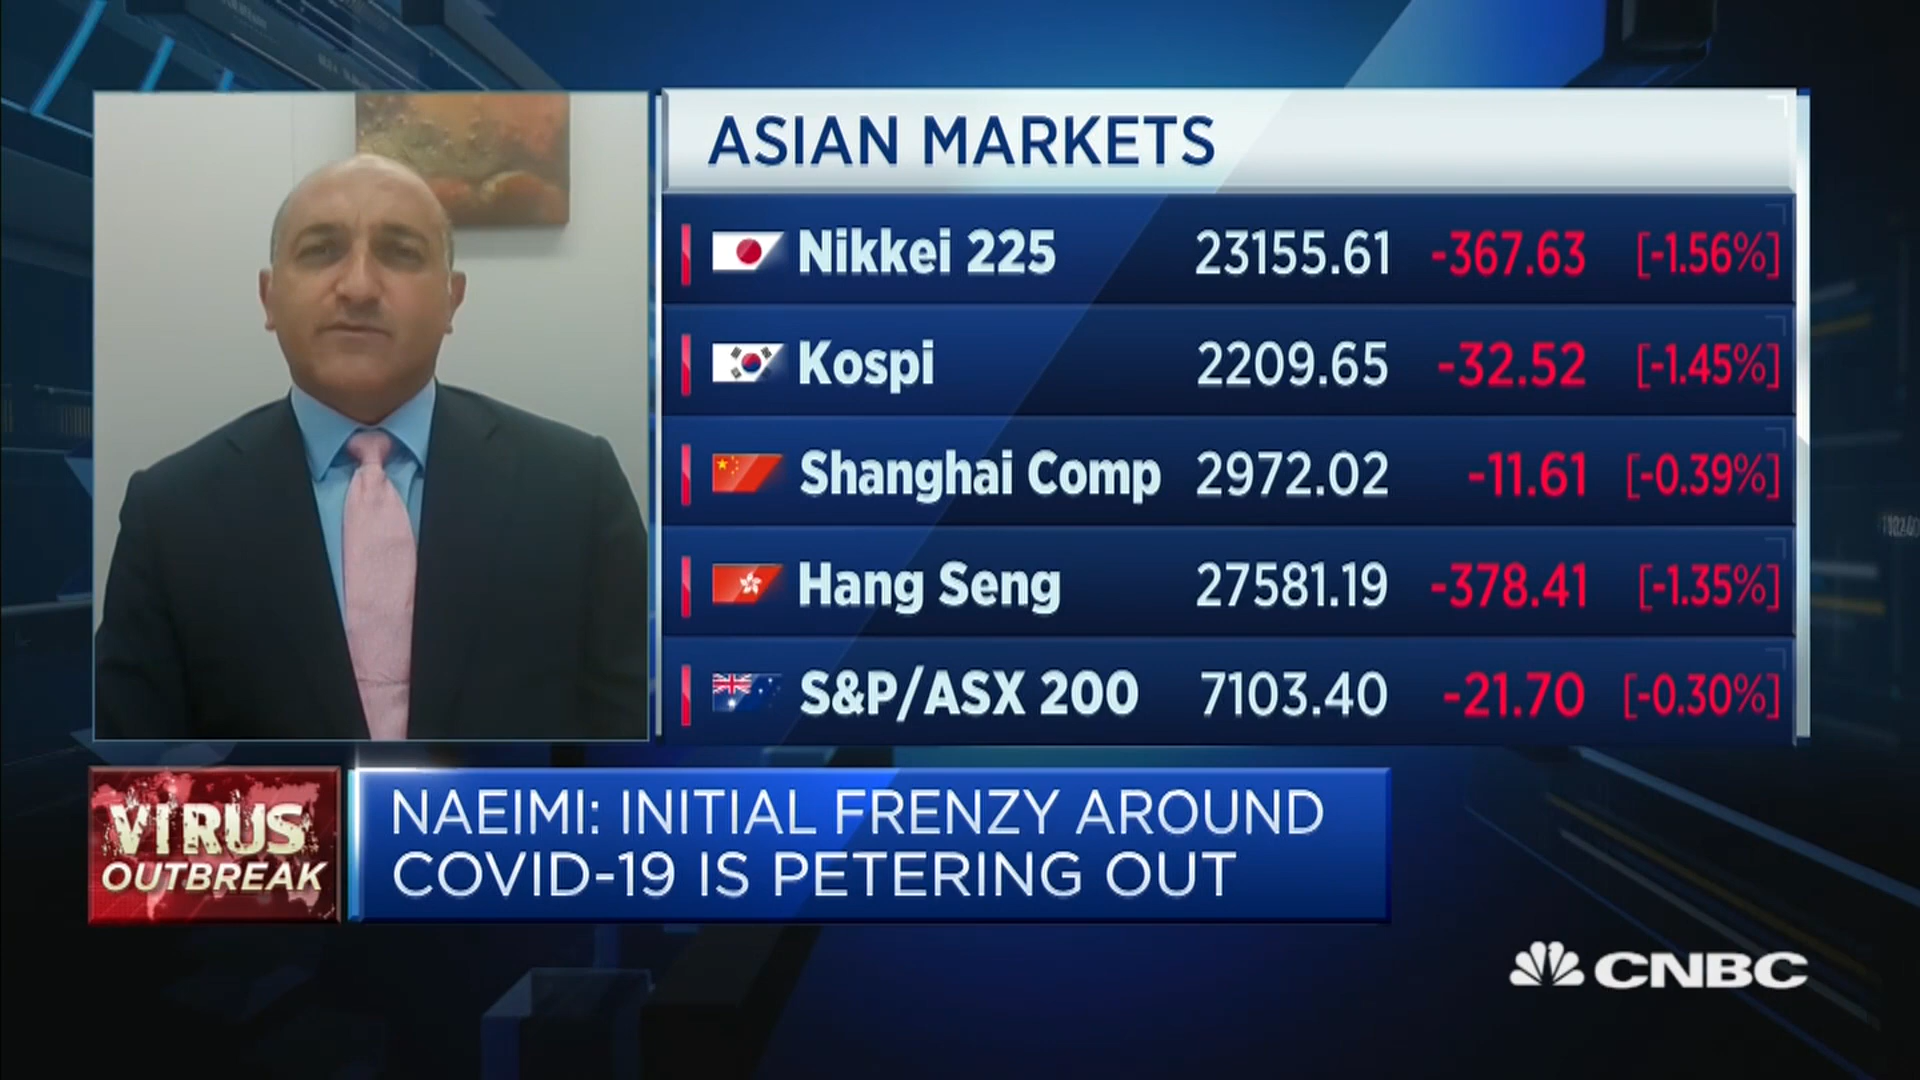 ASIAN MARKETS
Nikkei 225 23155.61 -367.63 [-1.56%]
Kospi 2209.65 -32.52 [-1.45%]
Shanghai Comp 2972.02 -11.61 [-0.39%]
Hang Seng 27581.19 -378.41 [-1.35%]
S&P/ASX 200 7103.40 -21.70 [-0.30%]
VIRUS
OUTBREAK
NAEIMI: INITIAL FRENZY AROUND
COVID-19 IS PETERING OUT
CNBC